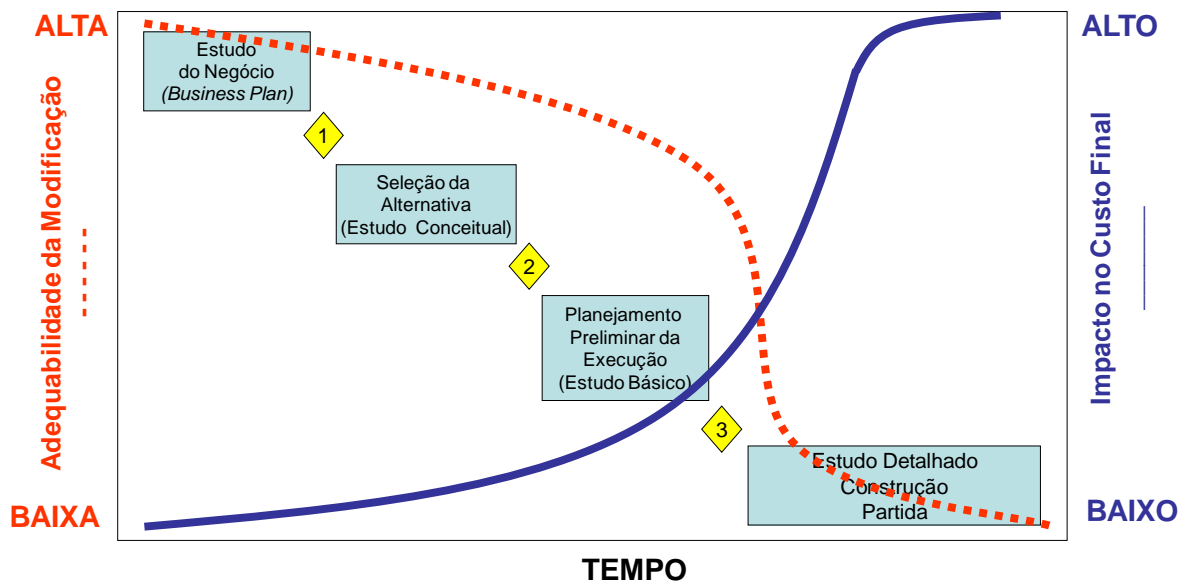 ALTA
ALTO
Estudo
do Negócio
(Business Plan)
1
Seleção da
Alternativa
(Estudo Conceitual)
2
Planejamento
Preliminar da
Execução
(Estudo Básico)
3
Estudo Detalhado
Construção
Partida
Adequabilidade da Modificação
Impacto no Custo Final
BAIXA
BAIXO
TEMPO